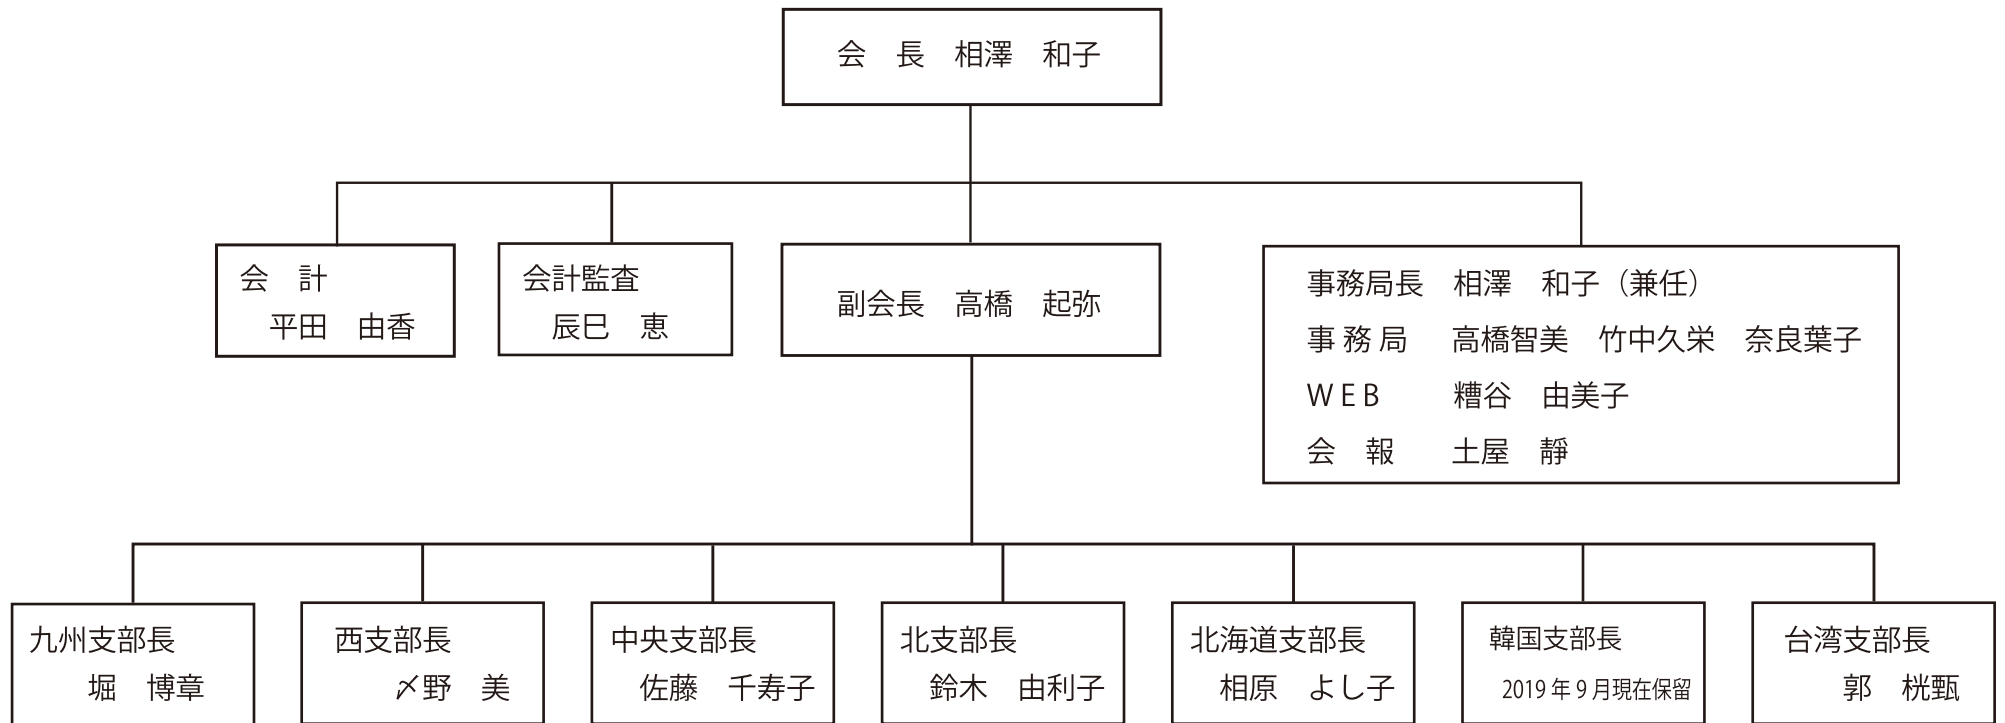 会　長　相澤　和子
会　計
平田　由香
会計監査
辰巳　恵
副会長　高橋　起弥
事務局長　相澤　和子（兼任）
事 務 局　高橋智美　竹中久栄　奈良葉子
W E B　糟谷　由美子
会　報　土屋　靜
九州支部長
堀　博章
西支部長
〆野　美
中央支部長
佐藤　千寿子
北支部長
鈴木　由利子
北海道支部長
相原　よし子
韓国支部長
2019 年 9 月現在保留
台湾支部長
郭　桄甄